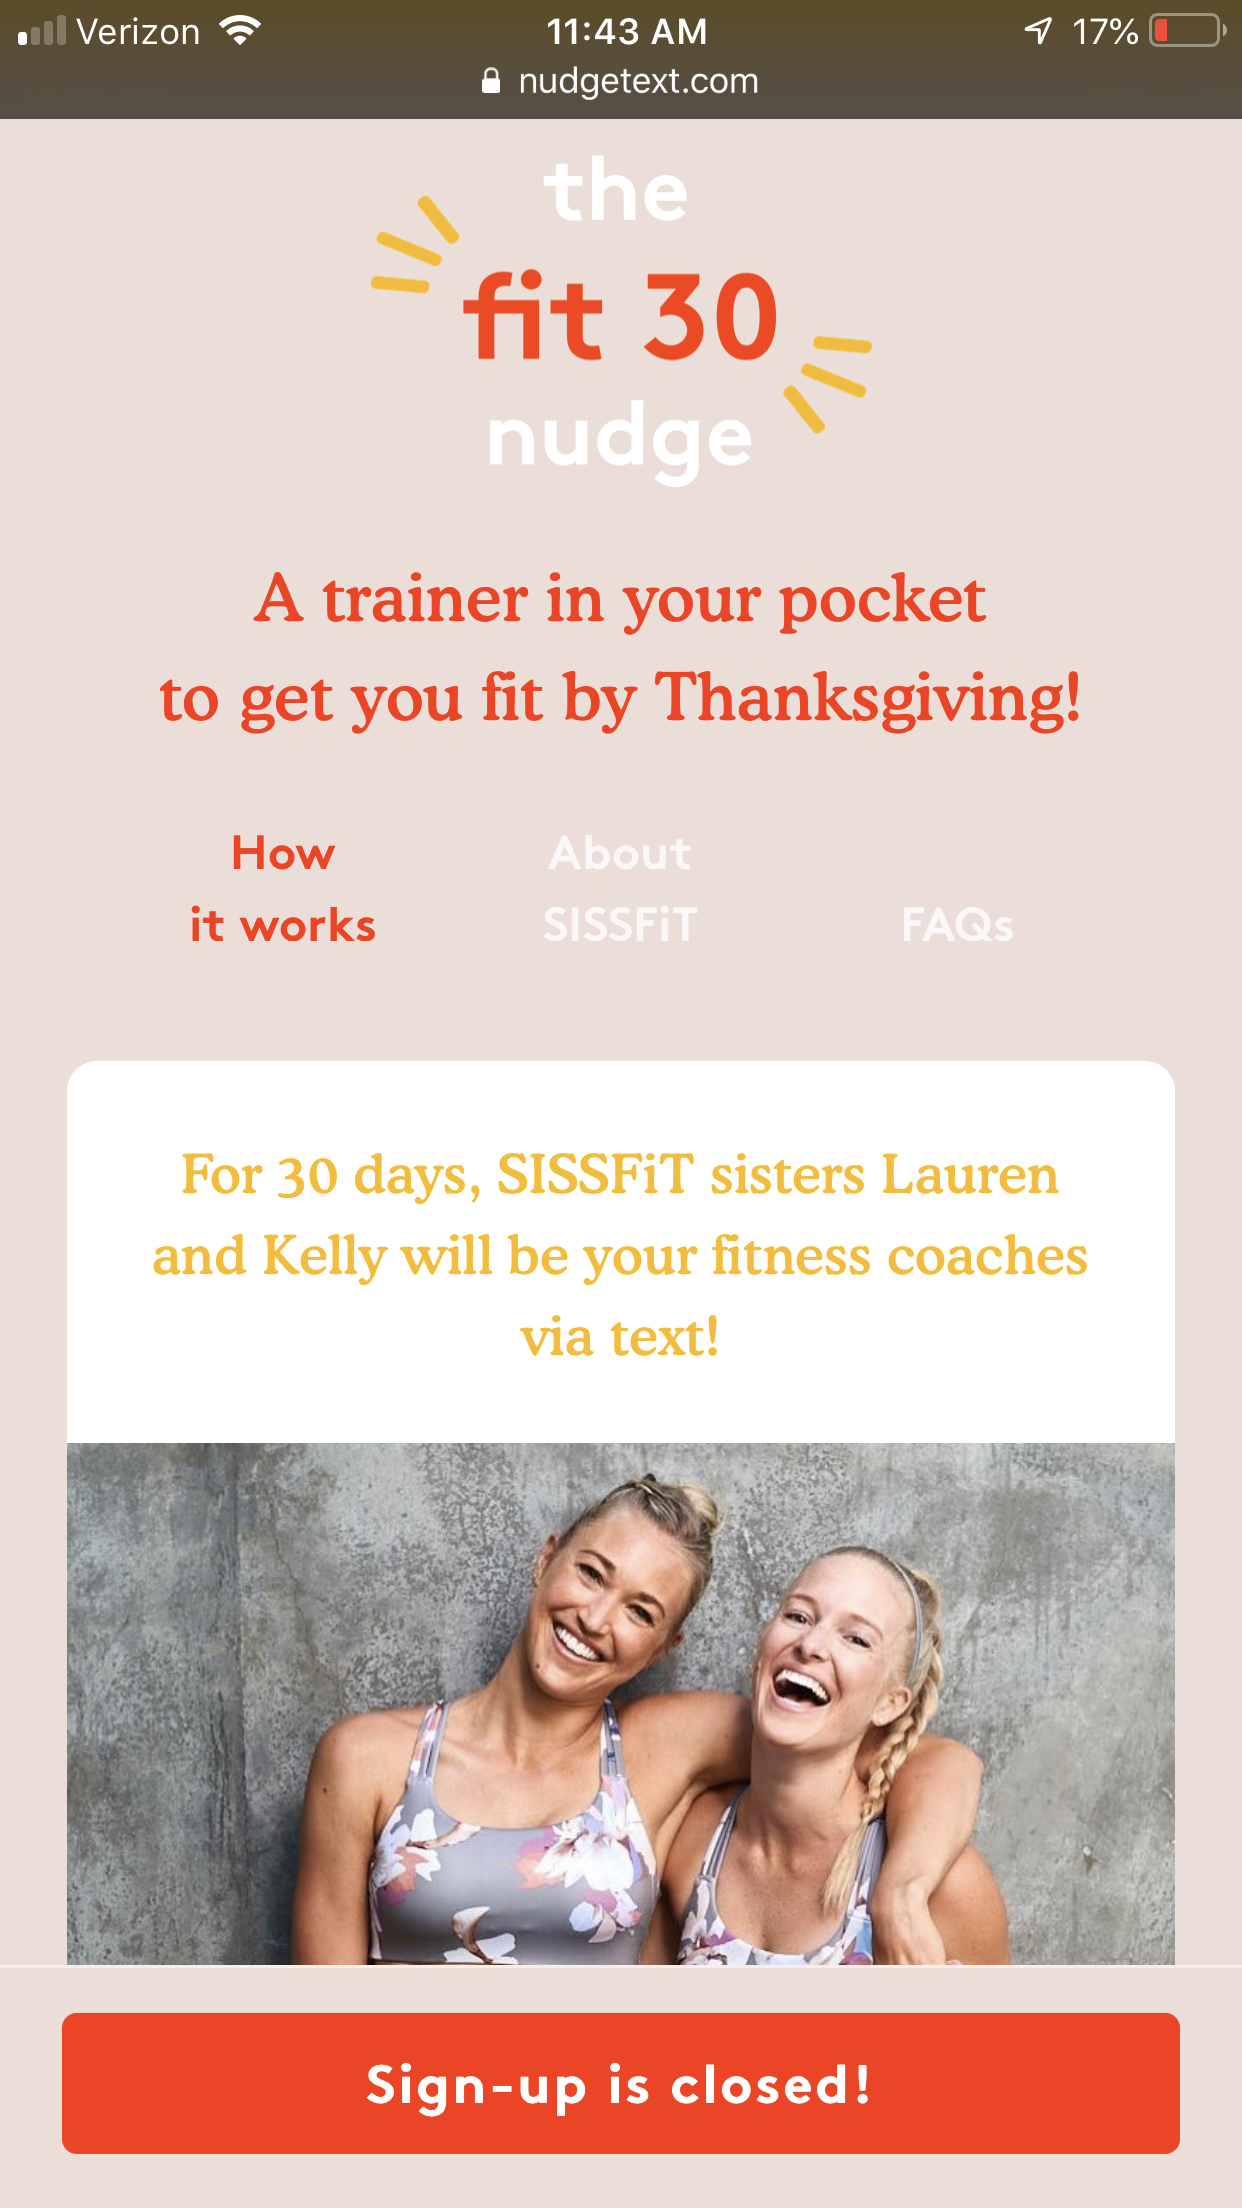 Verizon
11:43 AM
17%
nudgetext.com
the
fit 30
nudge
A trainer in your pocket
to get you fit by Thanksgiving!
How
it works
About
SISSFiT
FAQs
For 30 days, SISSFiT sisters Lauren
and Kelly will be your fitness coaches
via text!
Sign-up is closed!